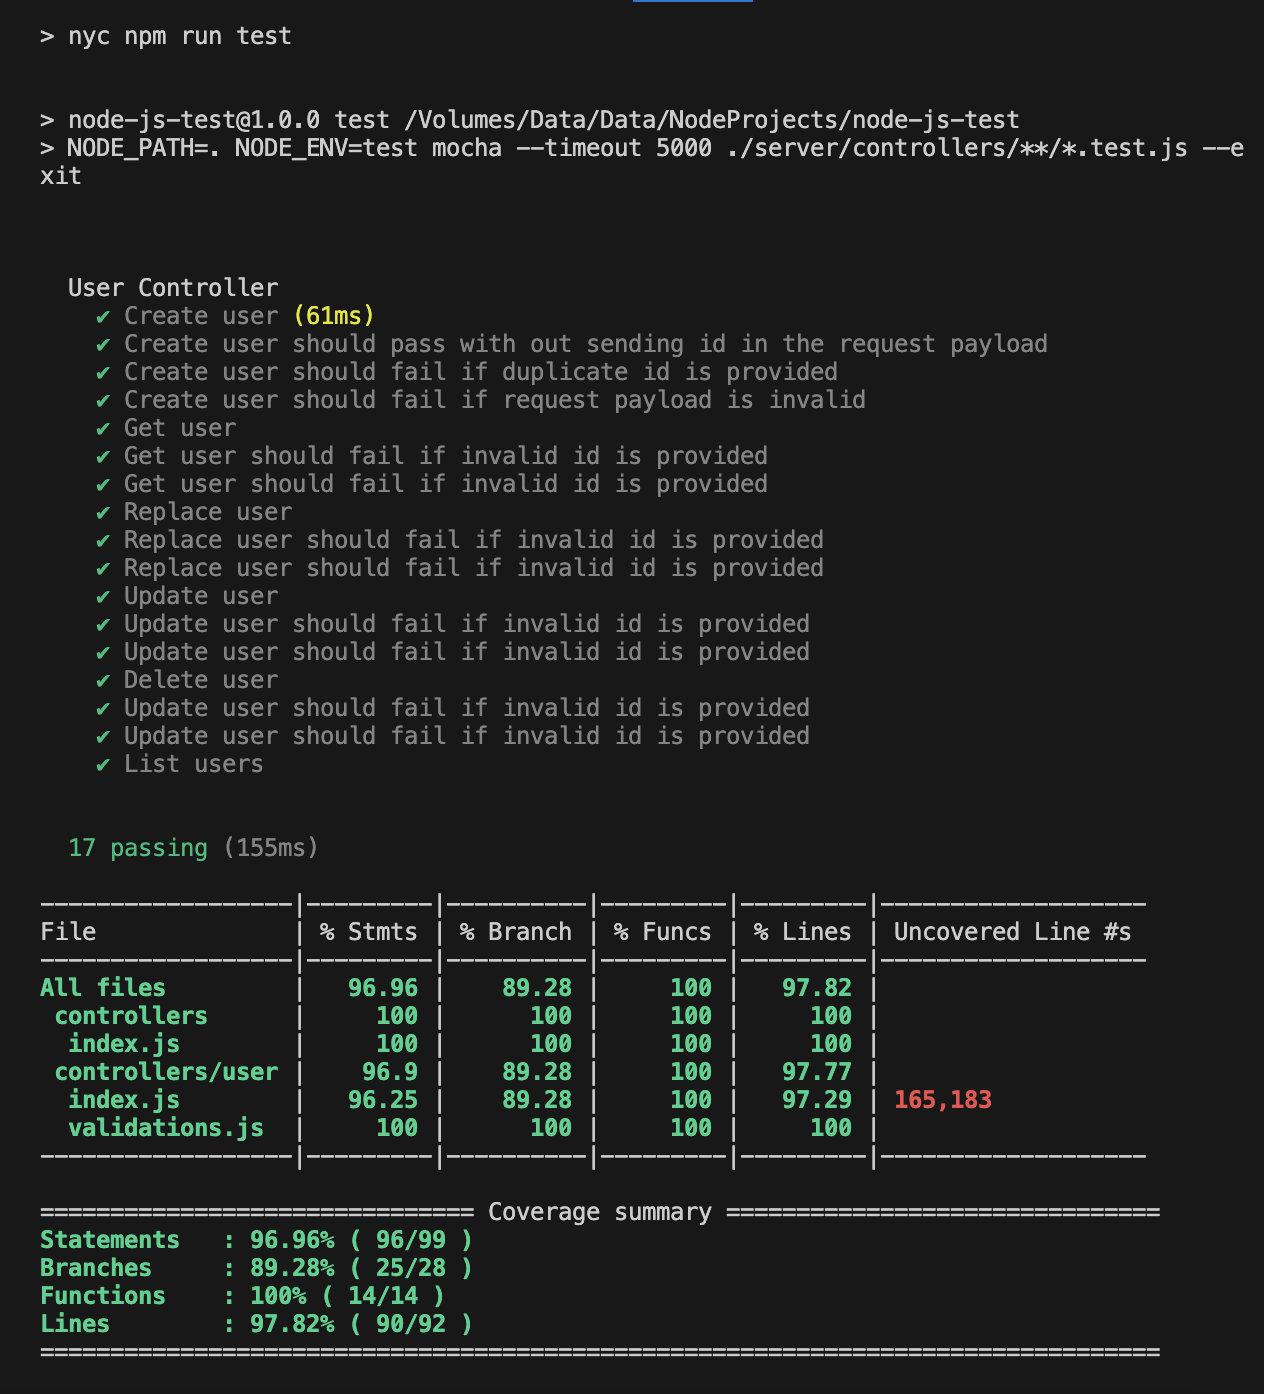 > nyc npm run test
> node-js-test@1.0.0 test /Volumes/Data/Data/NodeProjects/node-js-test
> NODE_PATH=. NODE_ENV=test mocha --timeout 5000 ./server/controllers/**/*.test.js --e
xit
User Controller
✔ Create user (61ms)
✔ Create user should pass with out sending id in the request payload
✔ Create user should fail if duplicate id is provided
✔ Create user should fail if request payload is invalid
✔ Get user
✔ Get user should fail if invalid id is provided
✔ Get user should fail if invalid id is provided
✔ Replace user
✔ Replace user should fail if invalid id is provided
✔ Replace user should fail if invalid id is provided
✔ Update user
✔ Update user should fail if invalid id is provided
✔ Update user should fail if invalid id is provided
✔ Delete user
✔ Update user should fail if invalid id is provided
✔ Update user should fail if invalid id is provided
✔ List users
17 passing (155ms)
------------------|---------|----------|---------|---------|-------------------
File              | % Stmts | % Branch | % Funcs | % Lines | Uncovered Line #s
------------------|---------|----------|---------|---------|-------------------
All files         |   96.96 |    89.28 |     100 |   97.82 |
 controllers      |     100 |      100 |     100 |     100 |
  index.js        |     100 |      100 |     100 |     100 |
 controllers/user |    96.9 |    89.28 |     100 |   97.77 |
  index.js        |   96.25 |    89.28 |     100 |   97.29 | 165,183
  validations.js  |     100 |      100 |     100 |     100 |
------------------|---------|----------|---------|---------|-------------------
=============================== Coverage summary ===============================
Statements   : 96.96% ( 96/99 )
Branches     : 89.28% ( 25/28 )
Functions    : 100% ( 14/14 )
Lines        : 97.82% ( 90/92 )
================================================================================